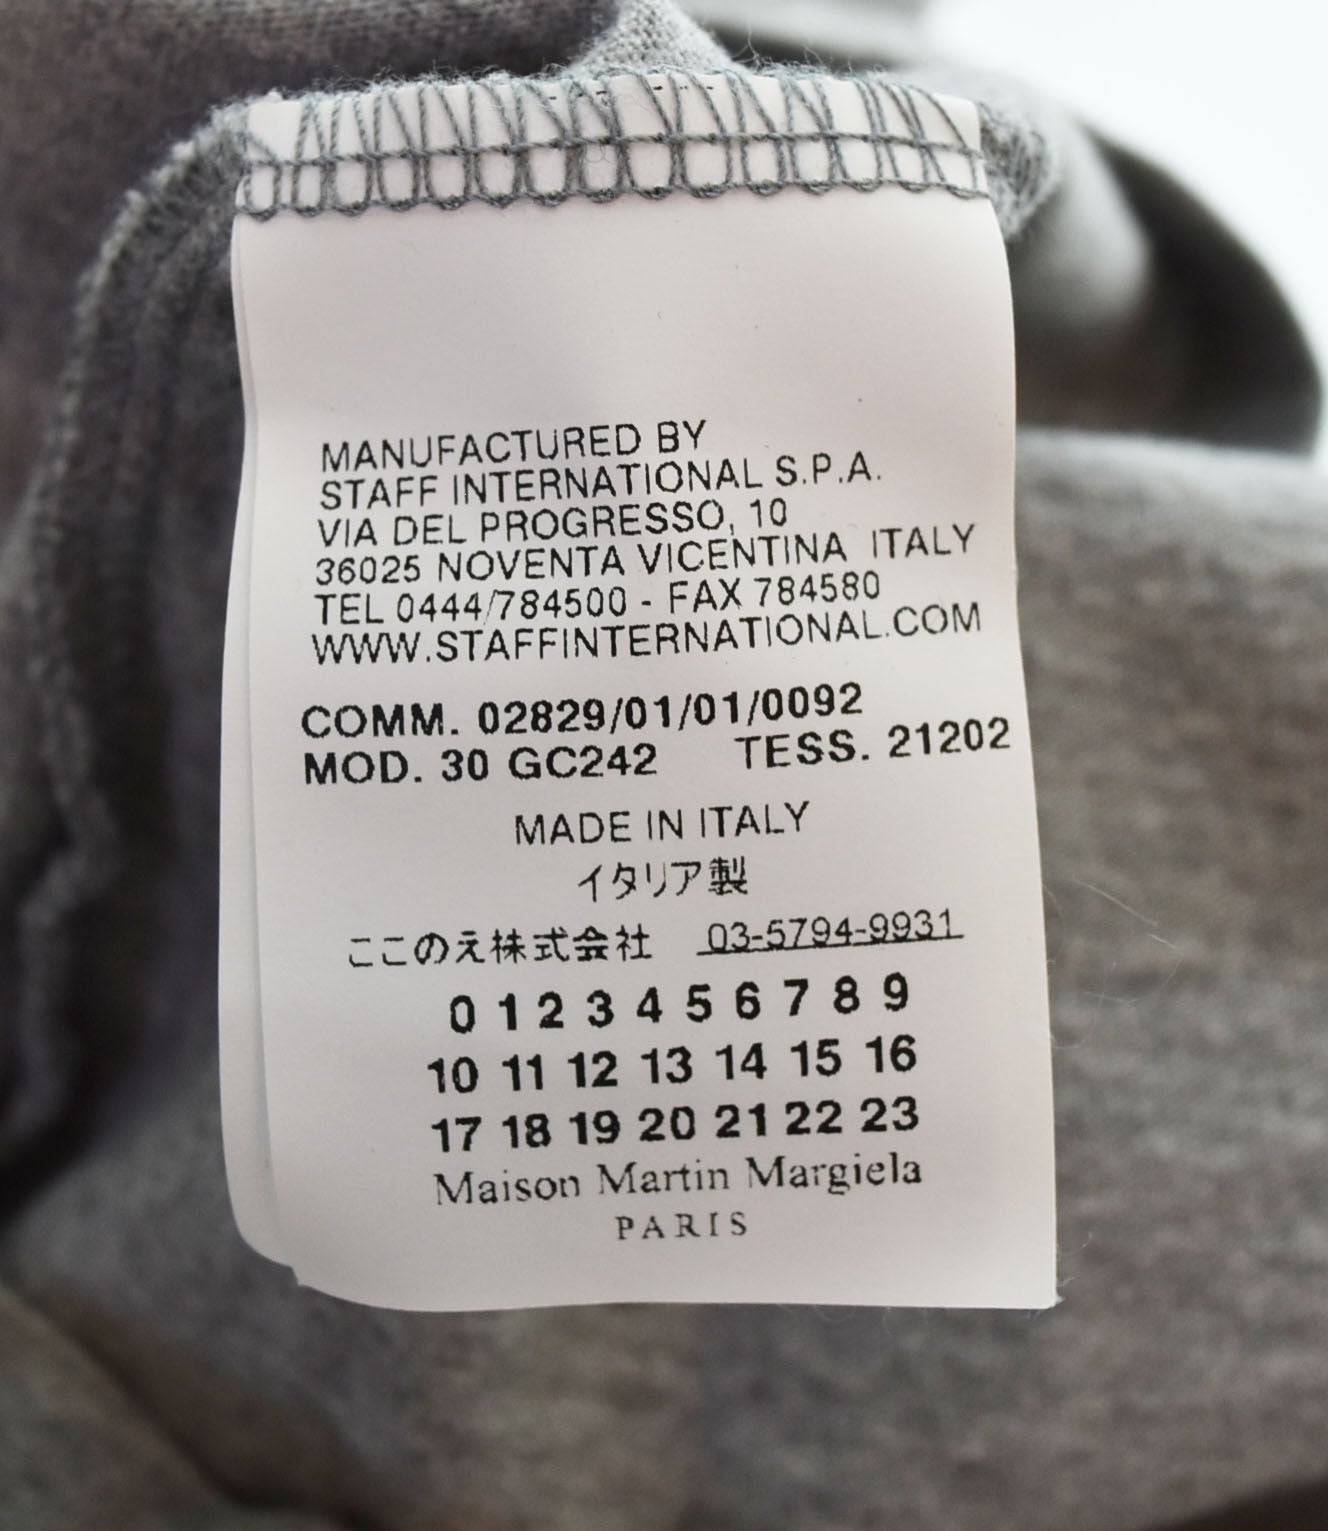 MANUFACTURED BY
STAFF INTERNATIONAL S.P.A.
VIA DEL PROGRESSO, 10
36025 NOVENTA VICENTINA ITALY
TEL 0444/784500 - FAX 784580
WWW.STAFFINTERNATIONAL.COM
COMM. 02829/01/01/0092
MOD. 30 GC242 TESS. 21202
MADE IN ITALY
イタリア製
ここのえ株式会社 03-5794-9931
0 1 2 3 4 5 6 7 8 9
10 11 12 13 14 15 16
17 18 19 20 21 22 23
Maison Martin Margiela
PARIS